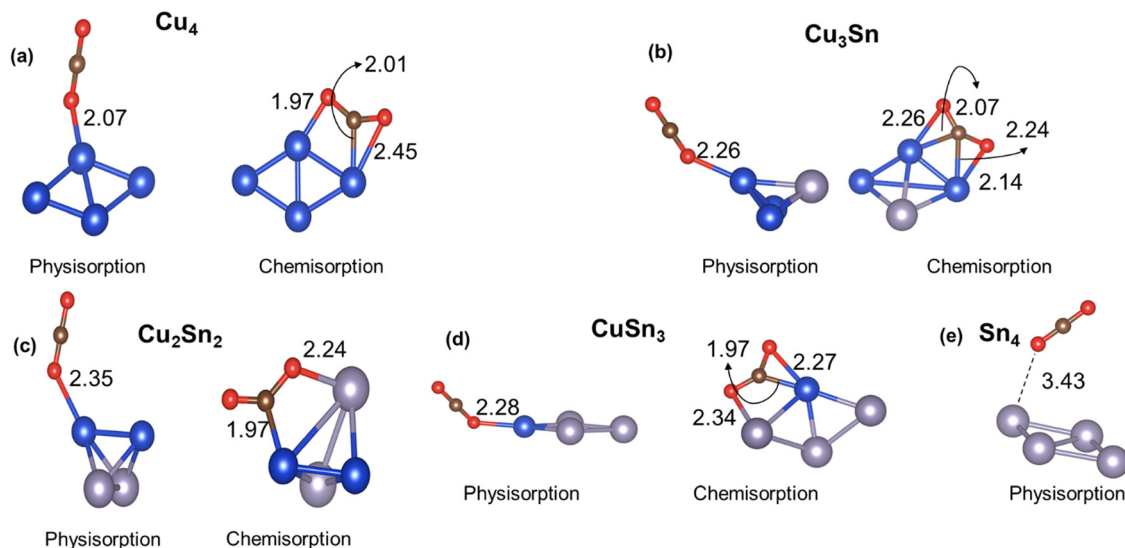 (a)
Cu₄
2.07
Physisorption
1.97
2.01
2.45
Chemisorption
(b)
Cu₃Sn
2.26
Physisorption
2.26
2.07
2.24
2.14
Chemisorption
(c)
Cu₂Sn₂
2.35
Physisorption
2.24
1.97
Chemisorption
(d)
CuSn₃
2.28
Physisorption
1.97
2.27
2.34
Chemisorption
(e)
Sn₄
3.43
Physisorption